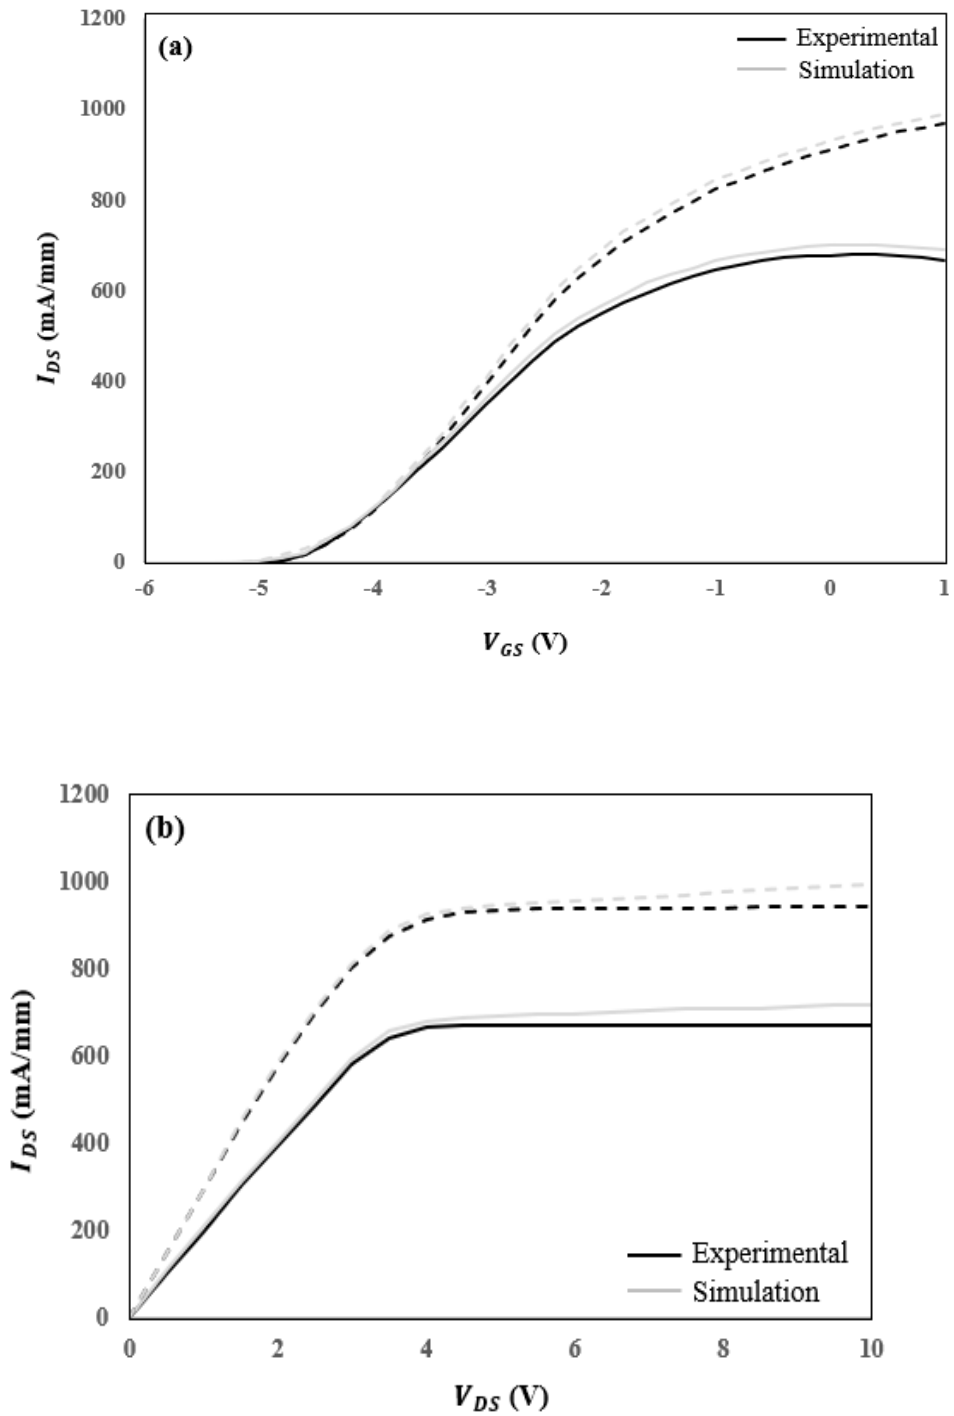 (a)
Experimental
Simulation
1200
1000
800
600
400
200
0
-6 -5 -4 -3 -2 -1 0 1
I_DS (mA/mm)
V_GS (V)
(b)
1200
1000
800
600
400
200
0
Experimental
Simulation
0 2 4 6 8 10
I_DS (mA/mm)
V_DS (V)